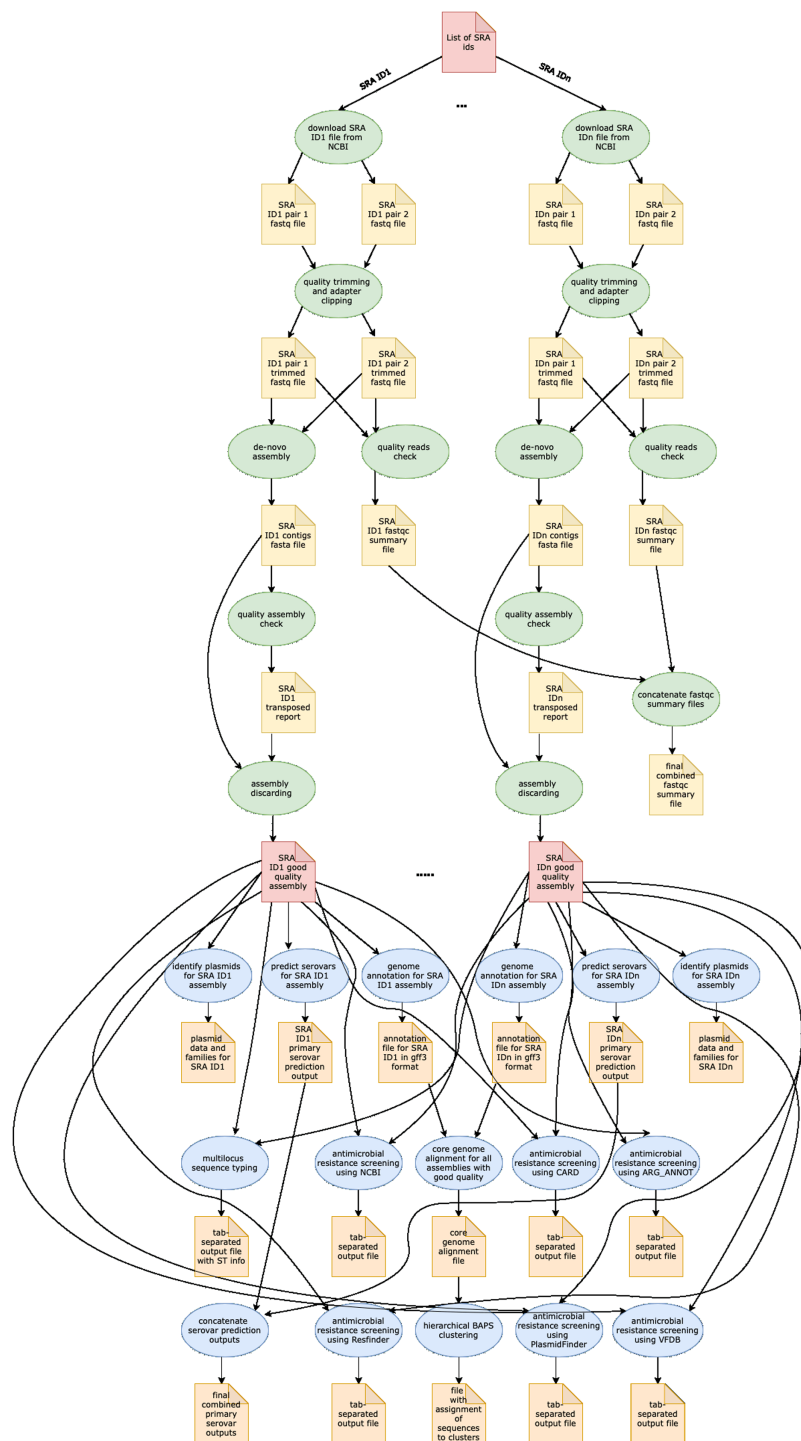 List of SRA
ids
SRA ID1
SRA IDn
...
download SRA
ID1 file from
NCBI
download SRA
IDn file from
NCBI
SRA
ID1 pair 1
fastq file
SRA
ID1 pair 2
fastq file
SRA
IDn pair 1
fastq file
SRA
IDn pair 2
fastq file
quality trimming
and adapter
clipping
quality trimming
and adapter
clipping
SRA
ID1 pair 1
trimmed
fastq file
SRA
ID1 pair 2
trimmed
fastq file
SRA
IDn pair 1
trimmed
fastq file
SRA
IDn pair 2
trimmed
fastq file
de-novo
assembly
quality reads
check
de-novo
assembly
quality reads
check
SRA
ID1 contigs
fasta file
SRA
ID1 fastqc
summary
file
SRA
IDn contigs
fasta file
SRA
IDn fastqc
summary
file
quality assembly
check
quality assembly
check
SRA
ID1
transposed
report
SRA
IDn
transposed
report
concatenate fastqc
summary files
assembly
discarding
assembly
discarding
final
combined
fastqc
summary
file
SRA
ID1 good
quality
assembly
.....
SRA
IDn good
quality
assembly
identify plasmids
for SRA ID1
assembly
predict serovars
for SRA ID1
assembly
genome
annotation for SRA
ID1 assembly
genome
annotation for SRA
IDn assembly
predict serovars
for SRA IDn
assembly
identify plasmids
for SRA IDn
assembly
plasmid
data and
families for
SRA ID1
SRA
ID1
primary
serovar
prediction
output
annotation
file for SRA
ID1 in gff3
format
annotation
file for SRA
IDn in gff3
format
SRA
IDn
primary
serovar
prediction
output
plasmid
data and
families for
SRA IDn
multilocus
sequence typing
antimicrobial
resistance screening
using NCBI
core genome
alignment for all
assemblies with
good quality
antimicrobial
resistance screening
using CARD
antimicrobial
resistance screening
using ARG_ANNOT
tab-
separated
output file
with ST info
tab-
separated
output file
core
genome
alignment
file
tab-
separated
output file
tab-
separated
output file
concatenate
serovar prediction
outputs
antimicrobial
resistance screening
using Resfinder
hierarchical BAPS
clustering
antimicrobial
resistance screening
using
PlasmidFinder
antimicrobial
resistance screening
using VFDB
final
combined
primary
serovar
outputs
tab-
separated
output file
file
with
assignment
of
sequences
to clusters
tab-
separated
output file
tab-
separated
output file